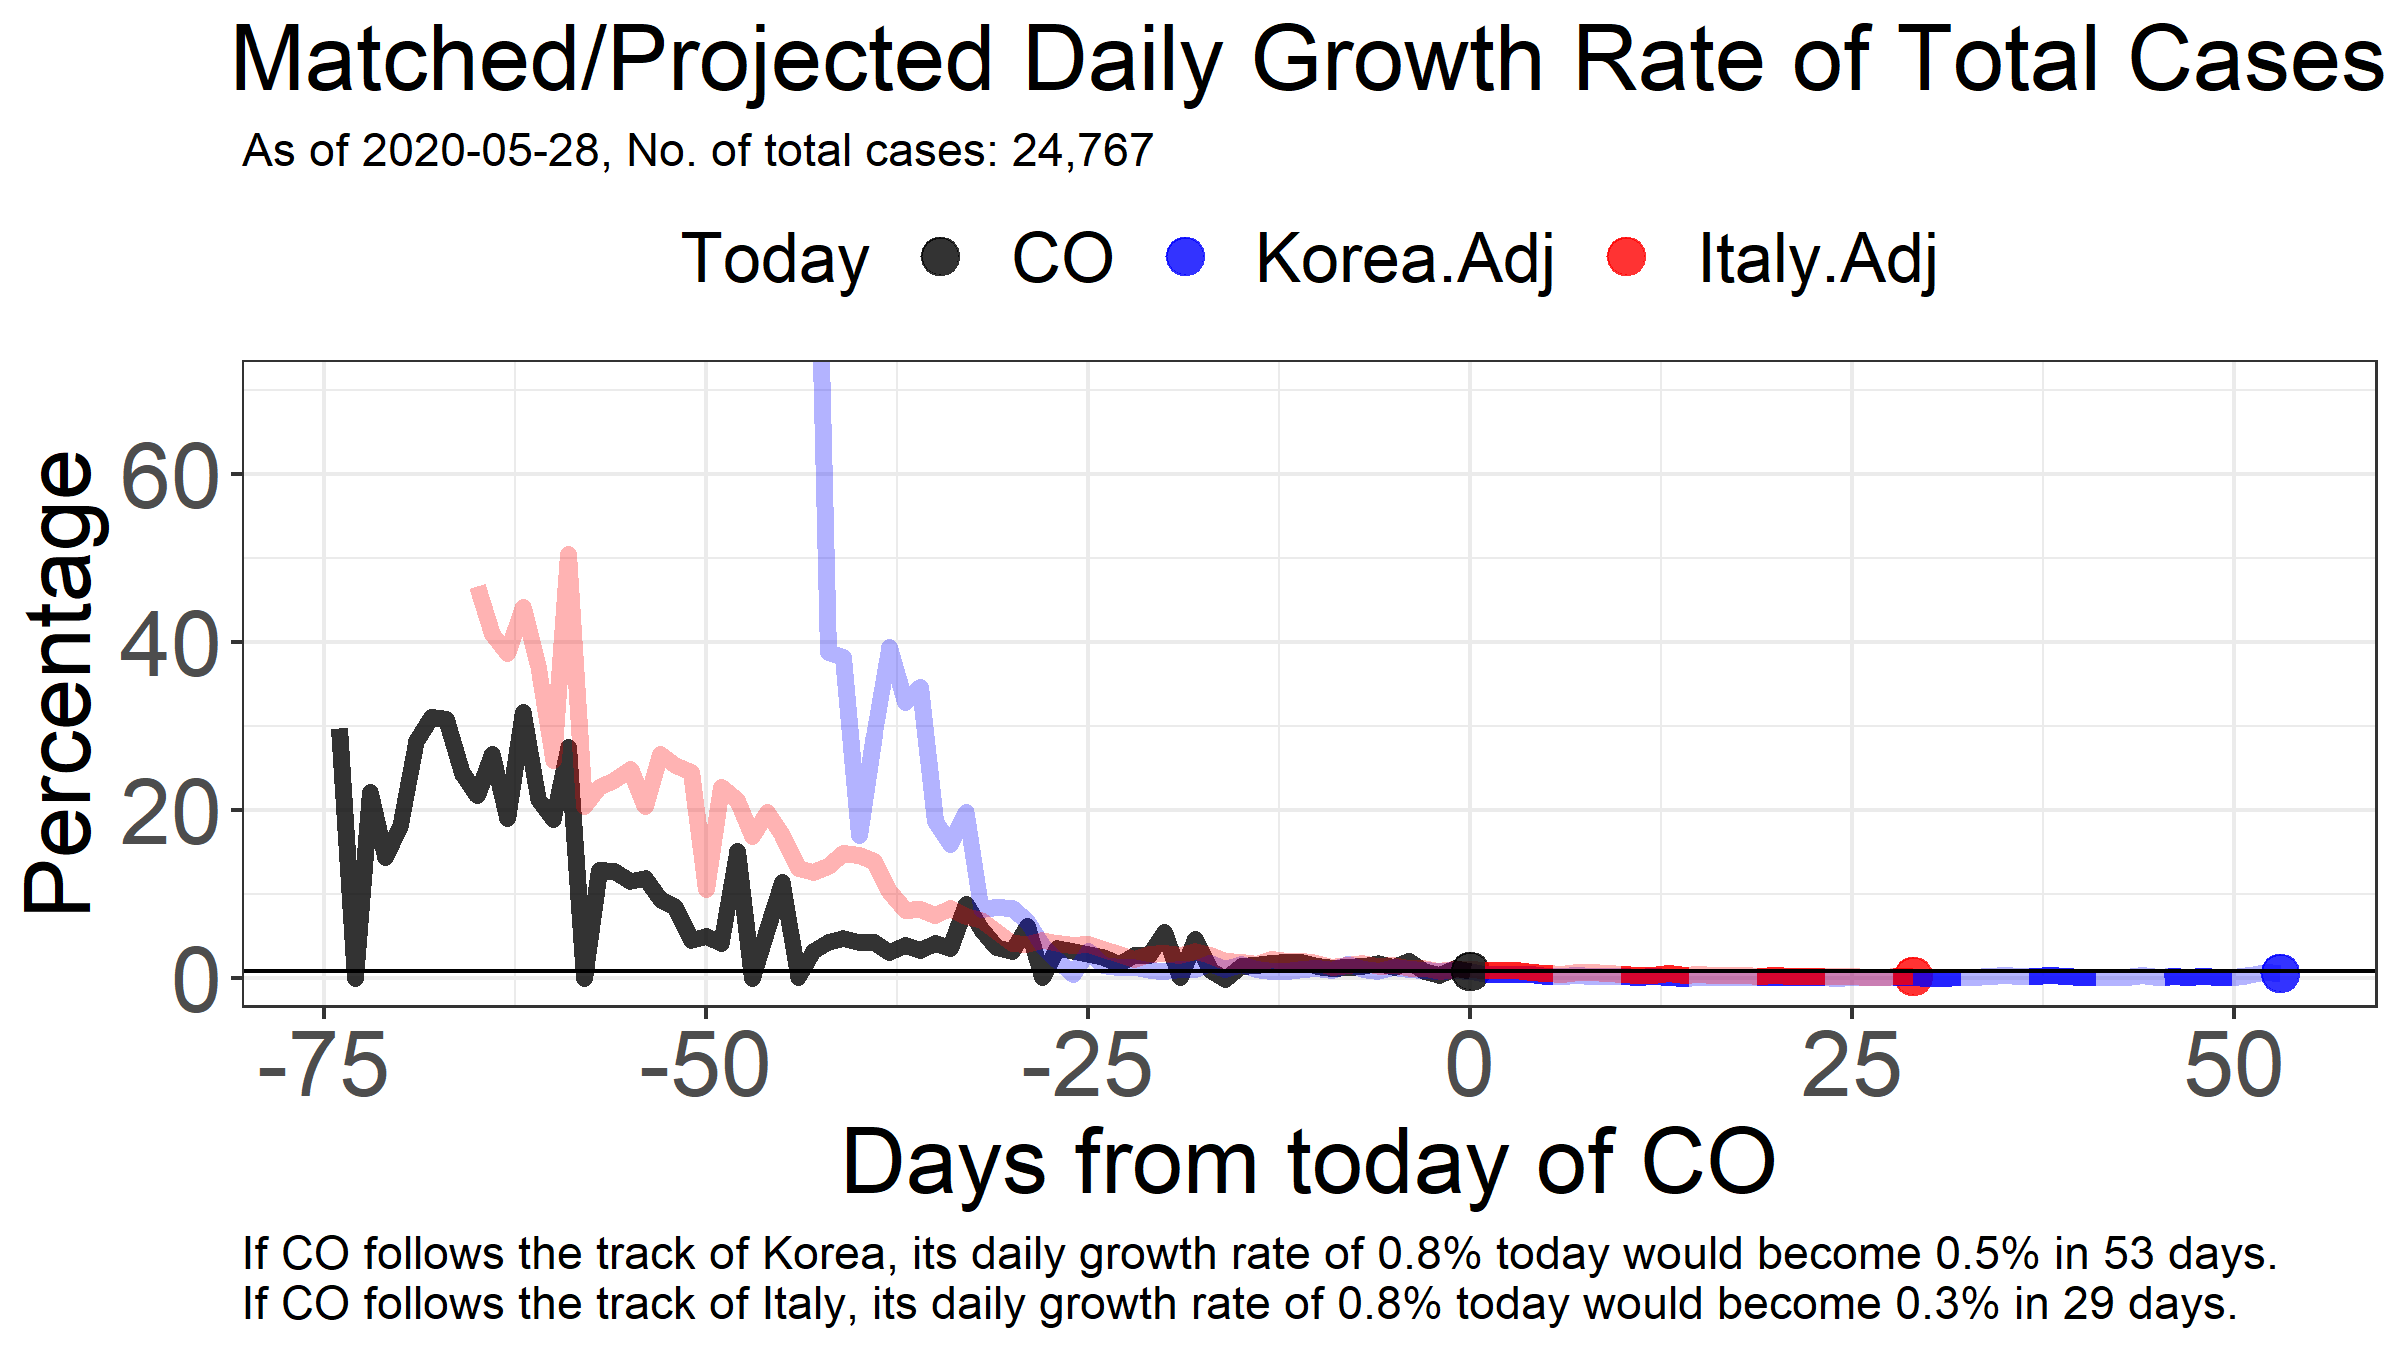 Matched/Projected Daily Growth Rate of Total Cases
As of 2020-05-28, No. of total cases: 24,767
Today CO Korea.Adj Italy.Adj
Percentage
60
40
20
0
-75 -50 -25 0 25 50
Days from today of CO
If CO follows the track of Korea, its daily growth rate of 0.8% today would become 0.5% in 53 days.
If CO follows the track of Italy, its daily growth rate of 0.8% today would become 0.3% in 29 days.